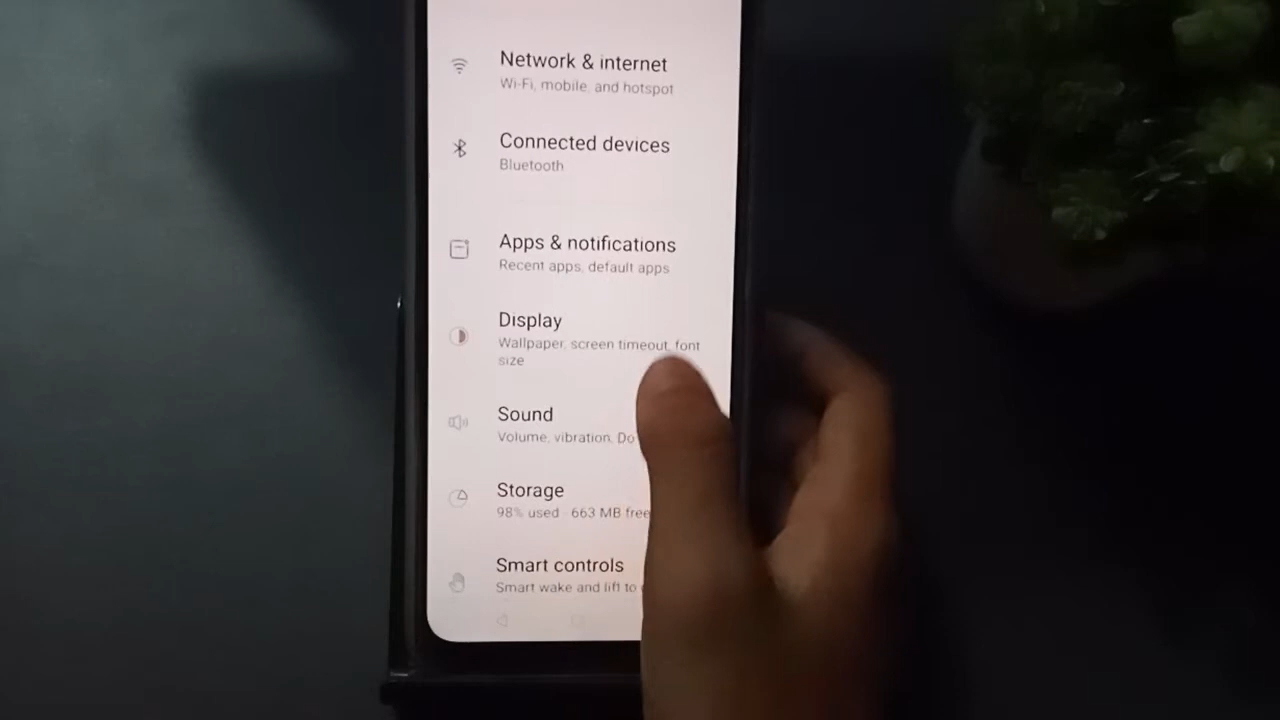 Network & internet
Wi-Fi, mobile, and hotspot
Connected devices
Bluetooth
Apps & notifications
Recent apps, default apps
Display
Wallpaper, screen timeout, font
size
Sound
Volume, vibration, Do
Storage
98% used - 663 MB free
Smart controls
Smart wake and lift to